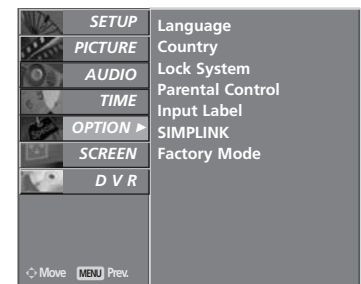 SETUP
PICTURE
AUDIO
TIME
OPTION ►
SCREEN
D V R
Language
Country
Lock System
Parental Control
Input Label
SIMPLINK
Factory Mode
Move MENU Prev.